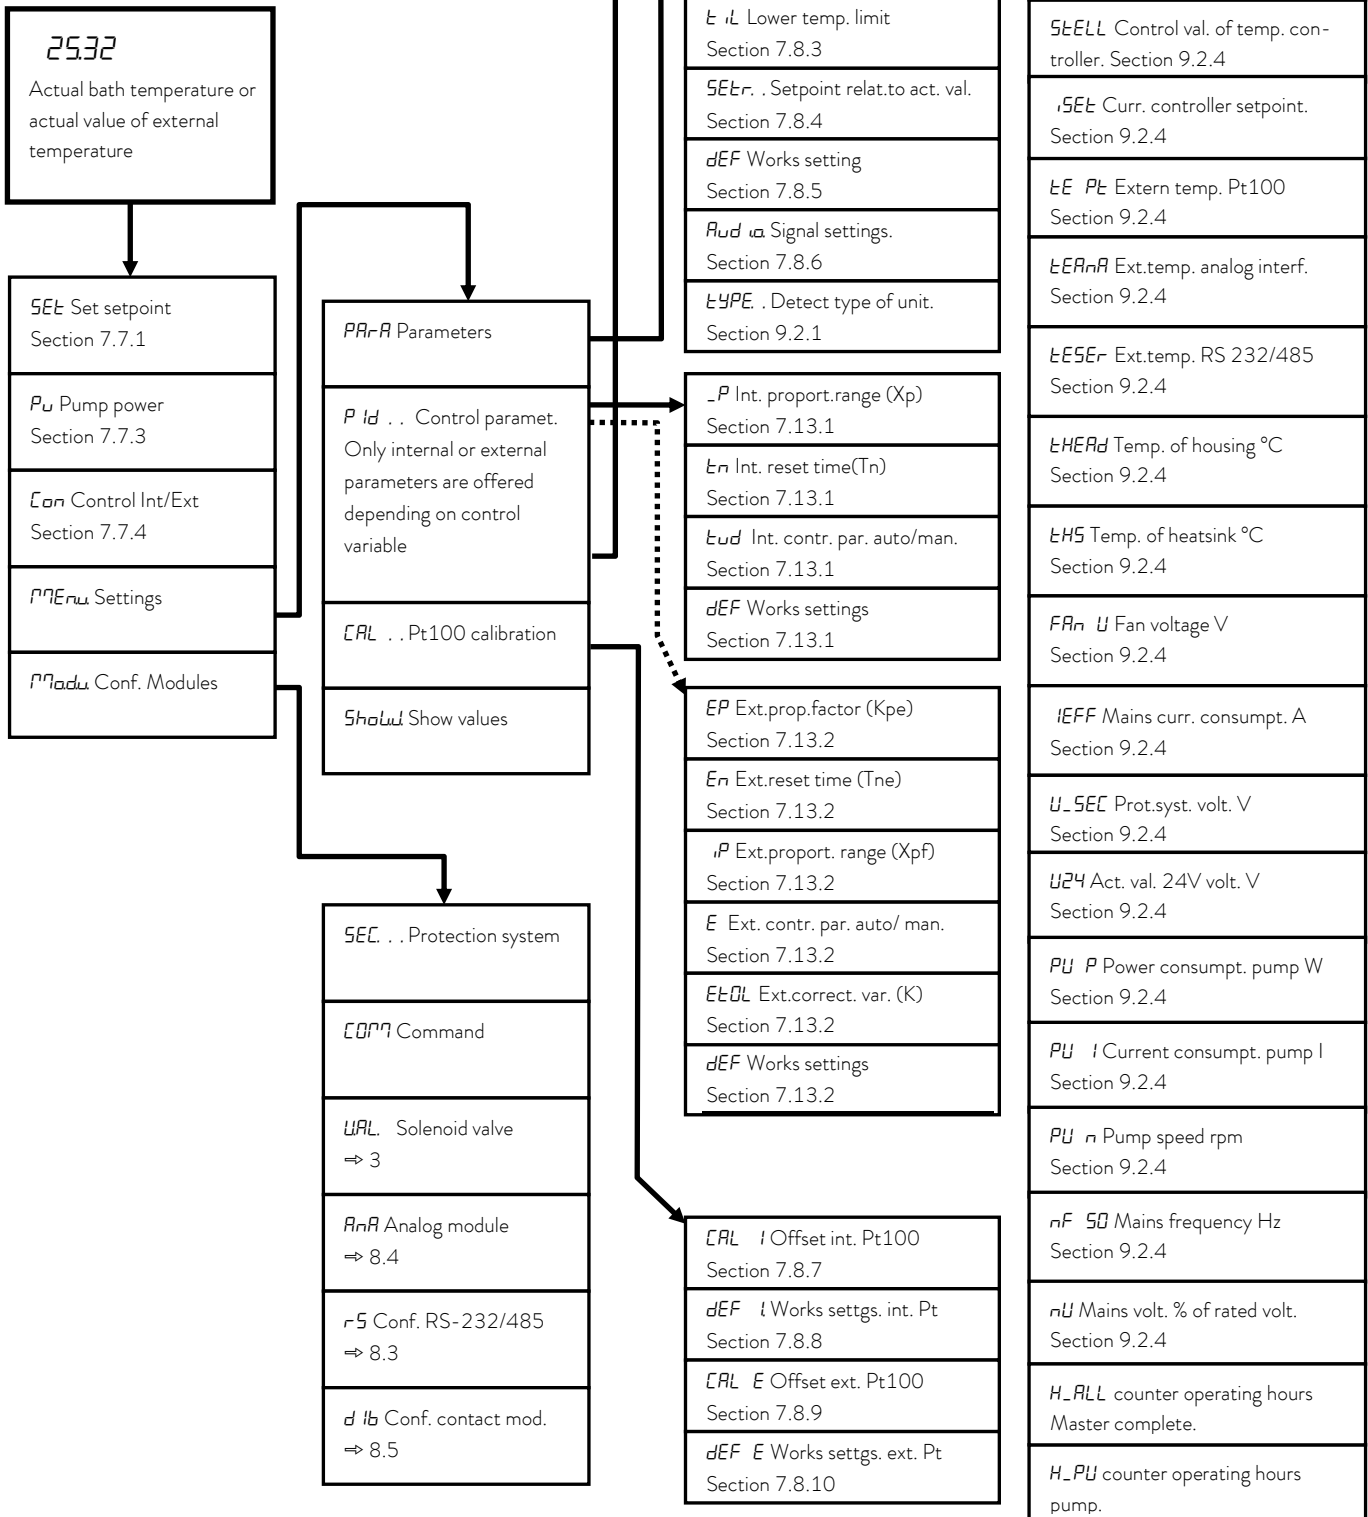 25.32
Actual bath temperature or
actual value of external
temperature
SEt Set setpoint
Section 7.7.1
Pu Pump power
Section 7.7.3
Con Control Int/Ext
Section 7.7.4
MEnu. Settings
Modu. Conf. Modules
PArA Parameters
PId . . Control paramet.
Only internal or external
parameters are offered
depending on control
variable
CAL . . Pt100 calibration
ShoW. Show values
SEC. . . Protection system
COM Command
VAL. Solenoid valve
⇨ 3
AnA Analog module
⇨ 8.4
rS Conf. RS-232/485
⇨ 8.3
dIb Conf. contact mod.
⇨ 8.5
tiL Lower temp. limit
Section 7.8.3
SEtr. . Setpoint relat.to act. val.
Section 7.8.4
dEF Works setting
Section 7.8.5
Audio. Signal settings.
Section 7.8.6
tYPE. . Detect type of unit.
Section 9.2.1
_P Int. proport.range (Xp)
Section 7.13.1
tn Int. reset time(Tn)
Section 7.13.1
tud Int. contr. par. auto/man.
Section 7.13.1
dEF Works settings
Section 7.13.1
EP Ext.prop.factor (Kpe)
Section 7.13.2
En Ext.reset time (Tne)
Section 7.13.2
iP Ext.proport. range (Xpf)
Section 7.13.2
E Ext. contr. par. auto/ man.
Section 7.13.2
EtOL Ext.correct. var. (K)
Section 7.13.2
dEF Works settings
Section 7.13.2
CAL I Offset int. Pt100
Section 7.8.7
dEF I. Works settgs. int. Pt
Section 7.8.8
CAL E Offset ext. Pt100
Section 7.8.9
dEF E Works settgs. ext. Pt
Section 7.8.10
StELL Control val. of temp. con-
troller. Section 9.2.4
iSEt Curr. controller setpoint.
Section 9.2.4
tE Pt Extern temp. Pt100
Section 9.2.4
tEAnA Ext.temp. analog interf.
Section 9.2.4
tESEr Ext.temp. RS 232/485
Section 9.2.4
tHEAd Temp. of housing °C
Section 9.2.4
tHS Temp. of heatsink °C
Section 9.2.4
FAn U Fan voltage V
Section 9.2.4
IEFF Mains curr. consumpt. A
Section 9.2.4
U_SEC Prot.syst. volt. V
Section 9.2.4
U24 Act. val. 24V volt. V
Section 9.2.4
PU P Power consumpt. pump W
Section 9.2.4
PU I Current consumpt. pump I
Section 9.2.4
PU n Pump speed rpm
Section 9.2.4
nF 50 Mains frequency Hz
Section 9.2.4
nU Mains volt. % of rated volt.
Section 9.2.4
H_ALL counter operating hours
Master complete.
H_PU counter operating hours
pump.